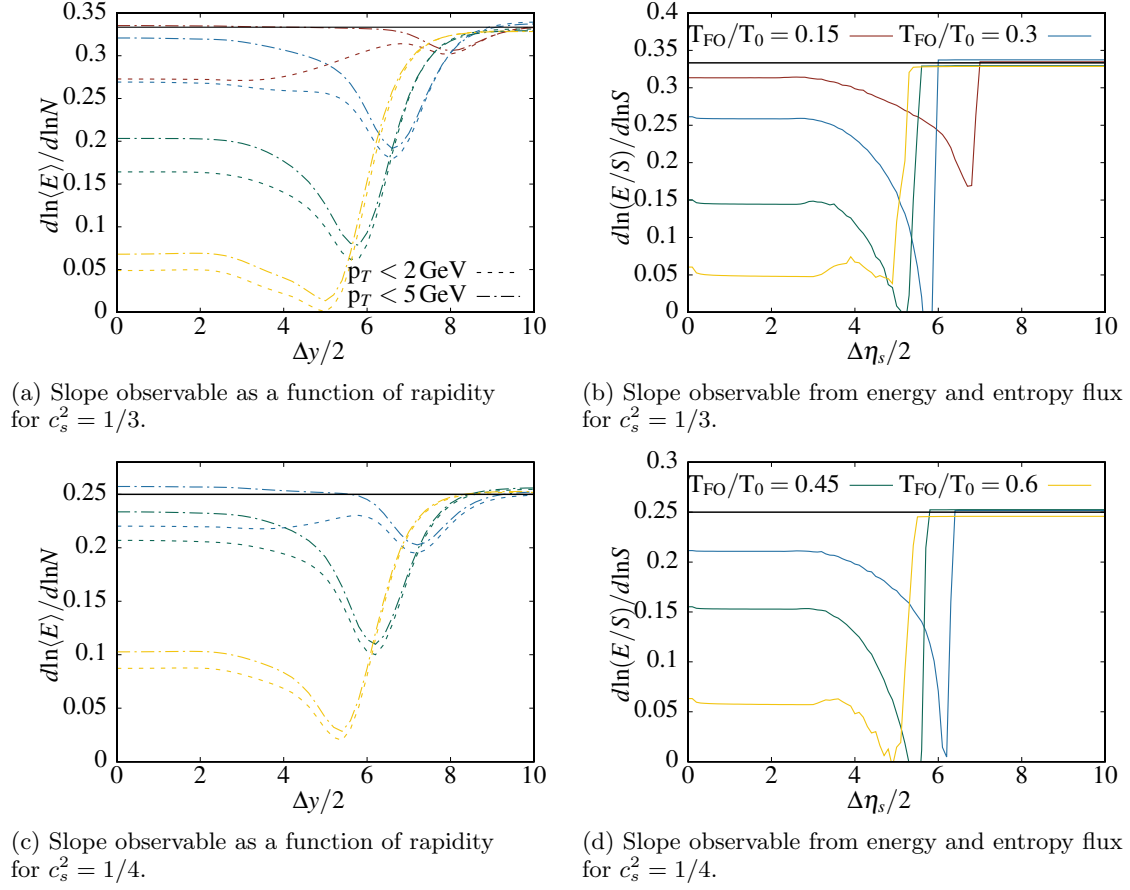 0.35
0.3
0.25
0.2
0.15
0.1
0.05
0
d ln⟨E⟩/d lnN
p_T < 2 GeV
p_T < 5 GeV
0 2 4 6 8 10
Δy/2
(a) Slope observable as a function of rapidity
for c_s^2 = 1/3.
0.4
0.35
0.3
0.25
0.2
0.15
0.1
0.05
0
d ln(E/S)/d lnS
T_FO/T_0 = 0.15 T_FO/T_0 = 0.3
0 2 4 6 8 10
Δη_s/2
(b) Slope observable from energy and entropy flux
for c_s^2 = 1/3.
0.25
0.2
0.15
0.1
0.05
0
d ln⟨E⟩/d lnN
0 2 4 6 8 10
Δy/2
(c) Slope observable as a function of rapidity
for c_s^2 = 1/4.
0.3
0.25
0.2
0.15
0.1
0.05
0
d ln(E/S)/d lnS
T_FO/T_0 = 0.45 T_FO/T_0 = 0.6
0 2 4 6 8 10
Δη_s/2
(d) Slope observable from energy and entropy flux
for c_s^2 = 1/4.